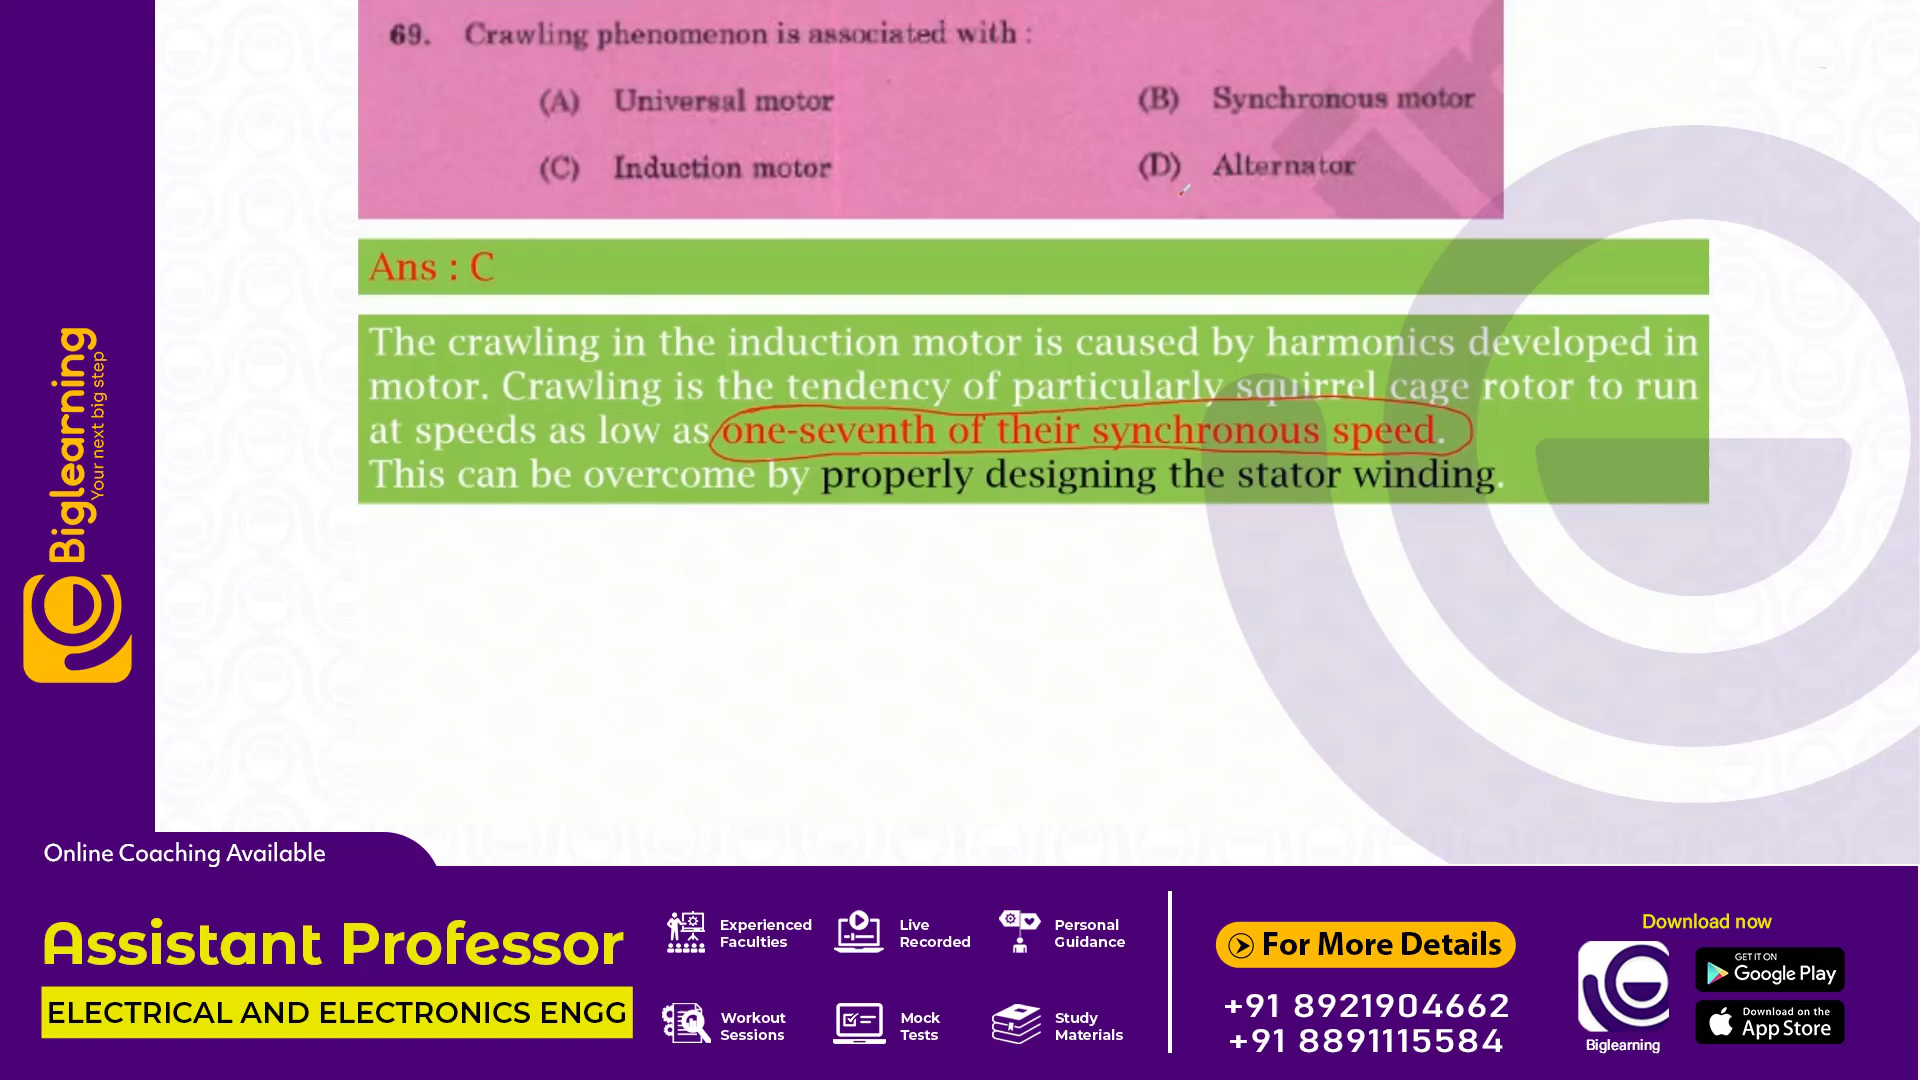 69. Crawling phenomenon is associated with :
(A) Universal motor
(B) Synchronous motor
(C) Induction motor
(D) Alternator
Ans : C
The crawling in the induction motor is caused by harmonics developed in
motor. Crawling is the tendency of particularly squirrel cage rotor to run
at speeds as low as one-seventh of their synchronous speed.
This can be overcome by properly designing the stator winding.
Biglearning
Your next big step
Online Coaching Available
Assistant Professor
ELECTRICAL AND ELECTRONICS ENGG
Experienced
Faculties
Live
Recorded
Personal
Guidance
Workout
Sessions
Mock
Tests
Study
Materials
For More Details
+91 8921904662
+91 8891115584
Download now
Biglearning
GET IT ON
Google Play
Download on the
App Store